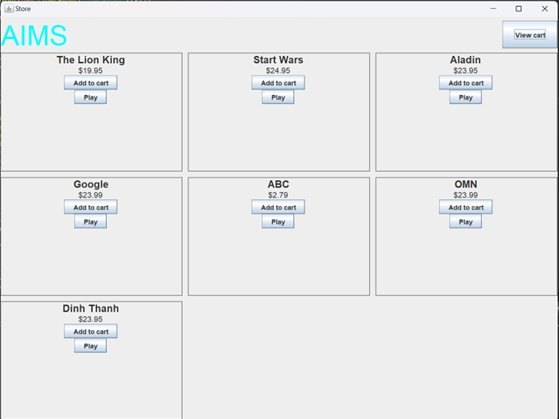 Store
AIMS
View cart
The Lion King
$19.95
Add to cart
Play
Start Wars
$24.95
Add to cart
Play
Aladin
$23.95
Add to cart
Play
Google
$23.99
Add to cart
Play
ABC
$2.79
Add to cart
Play
OMN
$23.99
Add to cart
Play
Dinh Thanh
$23.95
Add to cart
Play